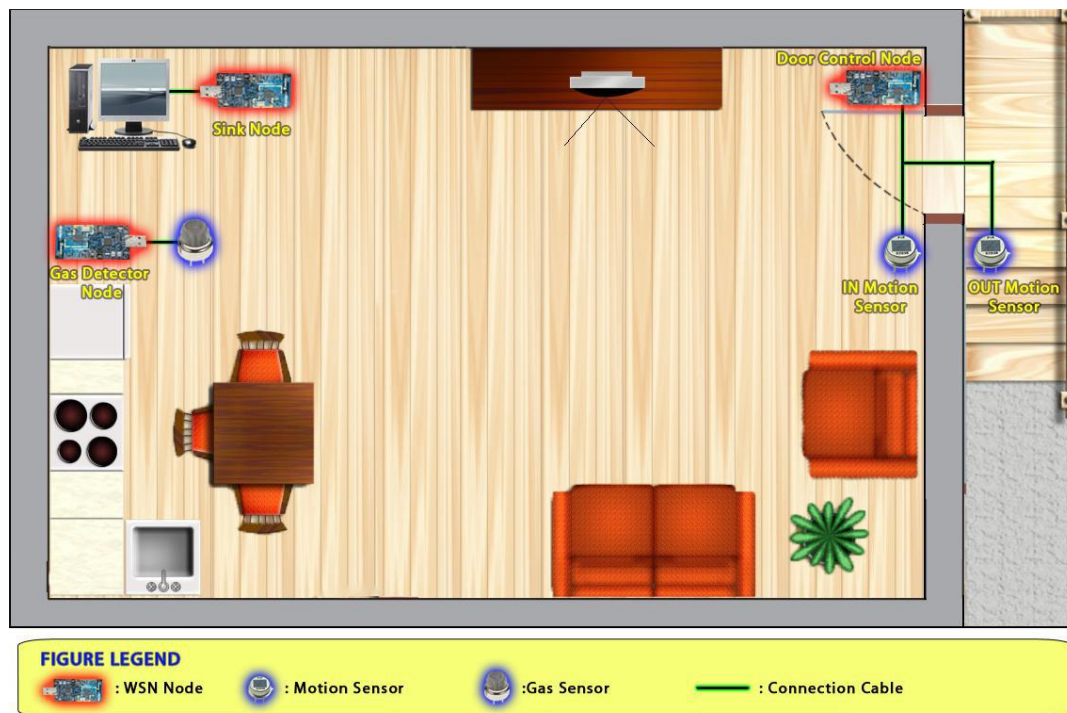 Door Control Node
Sink Node
Gas Detector
Node
IN Motion
Sensor
OUT Motion
Sensor
FIGURE LEGEND
: WSN Node
: Motion Sensor
:Gas Sensor
: Connection Cable